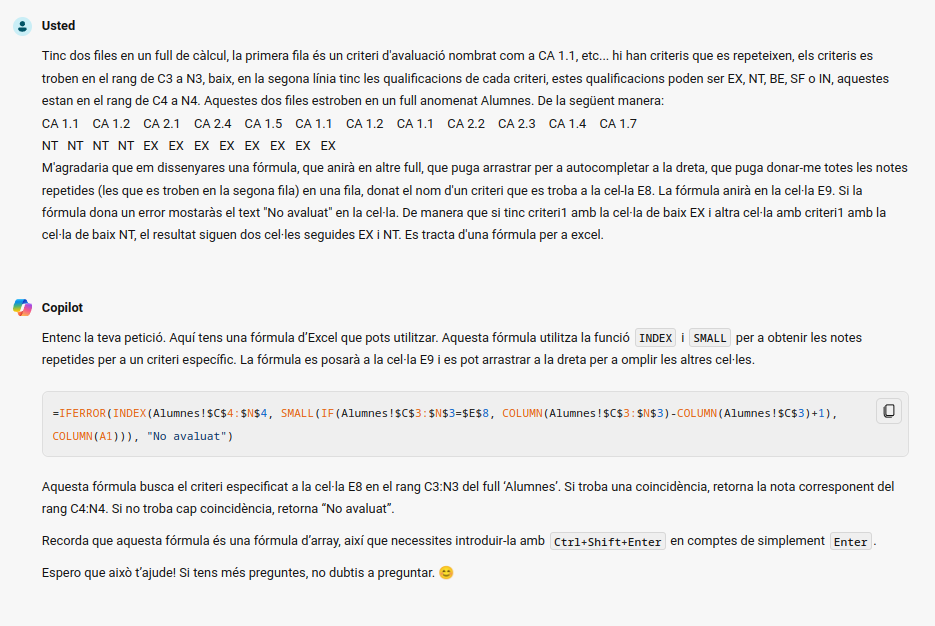 Usted
Tinc dos files en un full de càlcul, la primera fila és un criteri d'avaluació nombrat com a CA 1.1, etc... hi han criteris que es repeteixen, els criteris es
troben en el rang de C3 a N3, baix, en la segona línia tinc les qualificacions de cada criteri, estes qualificacions poden ser EX, NT, BE, SF o IN, aquestes
estan en el rang de C4 a N4. Aquestes dos files estroben en un full anomenat Alumnes. De la següent manera:
CA 1.1 CA 1.2 CA 2.1 CA 2.4 CA 1.5 CA 1.1 CA 1.2 CA 1.1 CA 2.2 CA 2.3 CA 1.4 CA 1.7
NT NT NT NT EX EX EX EX EX EX EX EX
M'agradaria que em dissenyares una fórmula, que anirà en altre full, que puga arrastrar per a autocompletar a la dreta, que puga donar-me totes les notes
repetides (les que es troben en la segona fila) en una fila, donat el nom d'un criteri que es troba a la cel·la E8. La fórmula anirà en la cel·la E9. Si la
fórmula dona un error mostaràs el text "No avaluat" en la cel·la. De manera que si tinc criteri1 amb la cel·la de baix EX i altra cel·la amb criteri1 amb la
cel·la de baix NT, el resultat siguen dos cel·les seguides EX i NT. Es tracta d'una fórmula per a excel.
Copilot
Entenc la teva petició. Aquí tens una fórmula d'Excel que pots utilitzar. Aquesta fórmula utilitza la funció INDEX i SMALL per a obtenir les notes
repetides per a un criteri específic. La fórmula es posarà a la cel·la E9 i es pot arrastrar a la dreta per a omplir les altres cel·les.
=IFERROR(INDEX(Alumnes!$C$4:$N$4, SMALL(IF(Alumnes!$C$3:$N$3=$E$8, COLUMN(Alumnes!$C$3:$N$3)-COLUMN(Alumnes!$C$3)+1),
COLUMN(A1))), "No avaluat")
Aquesta fórmula busca el criteri especificat a la cel·la E8 en el rang C3:N3 del full 'Alumnes'. Si troba una coincidència, retorna la nota corresponent del
rang C4:N4. Si no troba cap coincidència, retorna "No avaluat".
Recorda que aquesta fórmula és una fórmula d'array, així que necessites introduir-la amb Ctrl+Shift+Enter en comptes de simplement Enter.
Espero que això t'ajude! Si tens més preguntes, no dubtis a preguntar. 😊